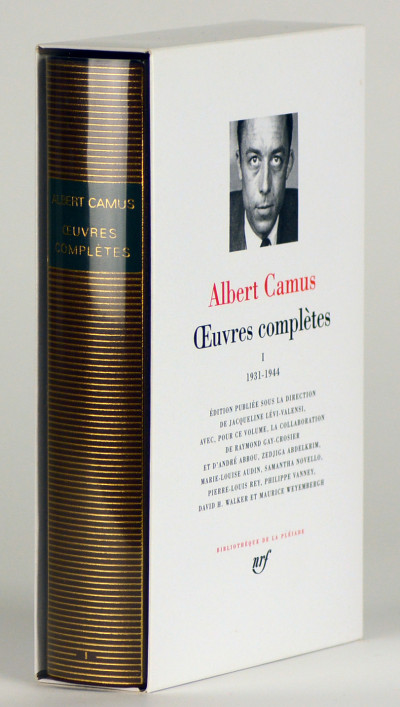 ALBERT CAMUS
ŒUVRES
COMPLÈTES
I
Albert Camus
Œuvres complètes
I
1931-1944
ÉDITION PUBLIÉE SOUS LA DIRECTION
DE JACQUELINE LÉVI-VALENSI,
AVEC, POUR CE VOLUME, LA COLLABORATION
DE RAYMOND GAY-CROSIER
ET D'ANDRÉ ABBOU, ZEDJIGA ABDELKRIM,
MARIE-LOUISE AUDIN, SAMANTHA NOVELLO,
PIERRE-LOUIS REY, PHILIPPE VANNEY,
DAVID H. WALKER ET MAURICE WEYEMBERGH
BIBLIOTHÈQUE DE LA PLÉIADE
nrf